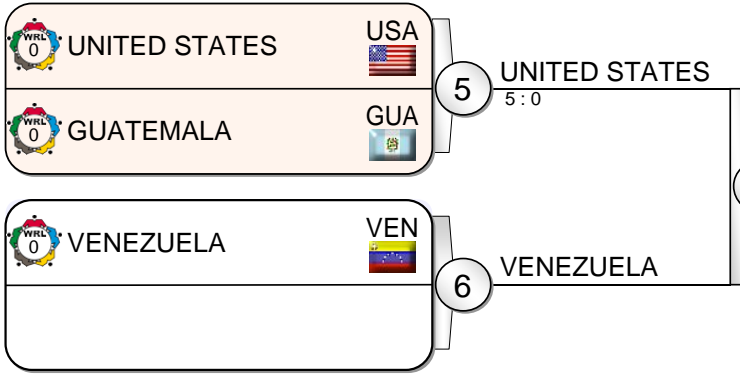 WRL
0
UNITED STATES
USA
WRL
0
GUATEMALA
GUA
5
UNITED STATES
5 : 0
WRL
0
VENEZUELA
VEN
6
VENEZUELA